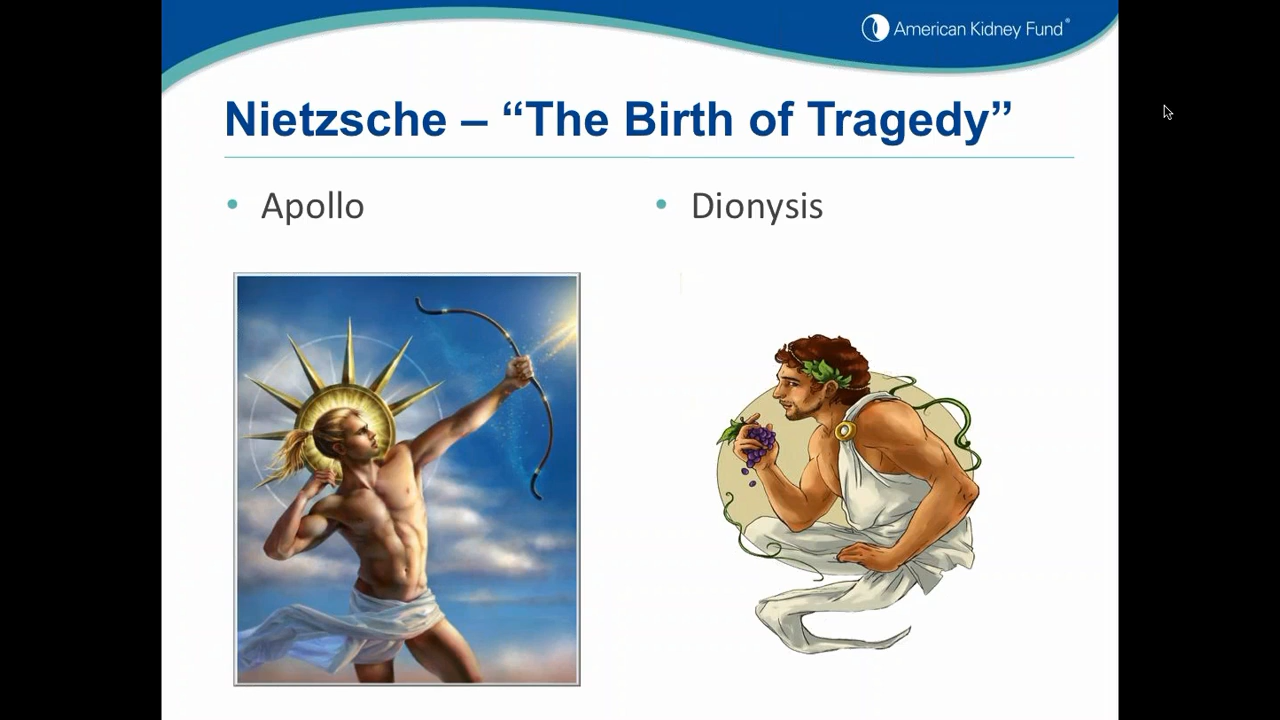 American Kidney Fund®
Nietzsche – “The Birth of Tragedy”
• Apollo
• Dionysis